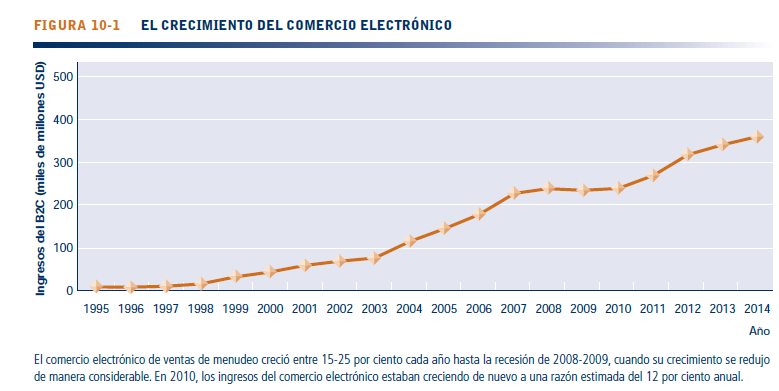 FIGURA 10-1 EL CRECIMIENTO DEL COMERCIO ELECTRÓNICO
Ingresos del B2C (miles de millones USD)
500
400
300
200
100
0
1995 1996 1997 1998 1999 2000 2001 2002 2003 2004 2005 2006 2007 2008 2009 2010 2011 2012 2013 2014
Año
El comercio electrónico de ventas de menudeo creció entre 15-25 por ciento cada año hasta la recesión de 2008-2009, cuando su crecimiento se redujo
de manera considerable. En 2010, los ingresos del comercio electrónico estaban creciendo de nuevo a una razón estimada del 12 por ciento anual.